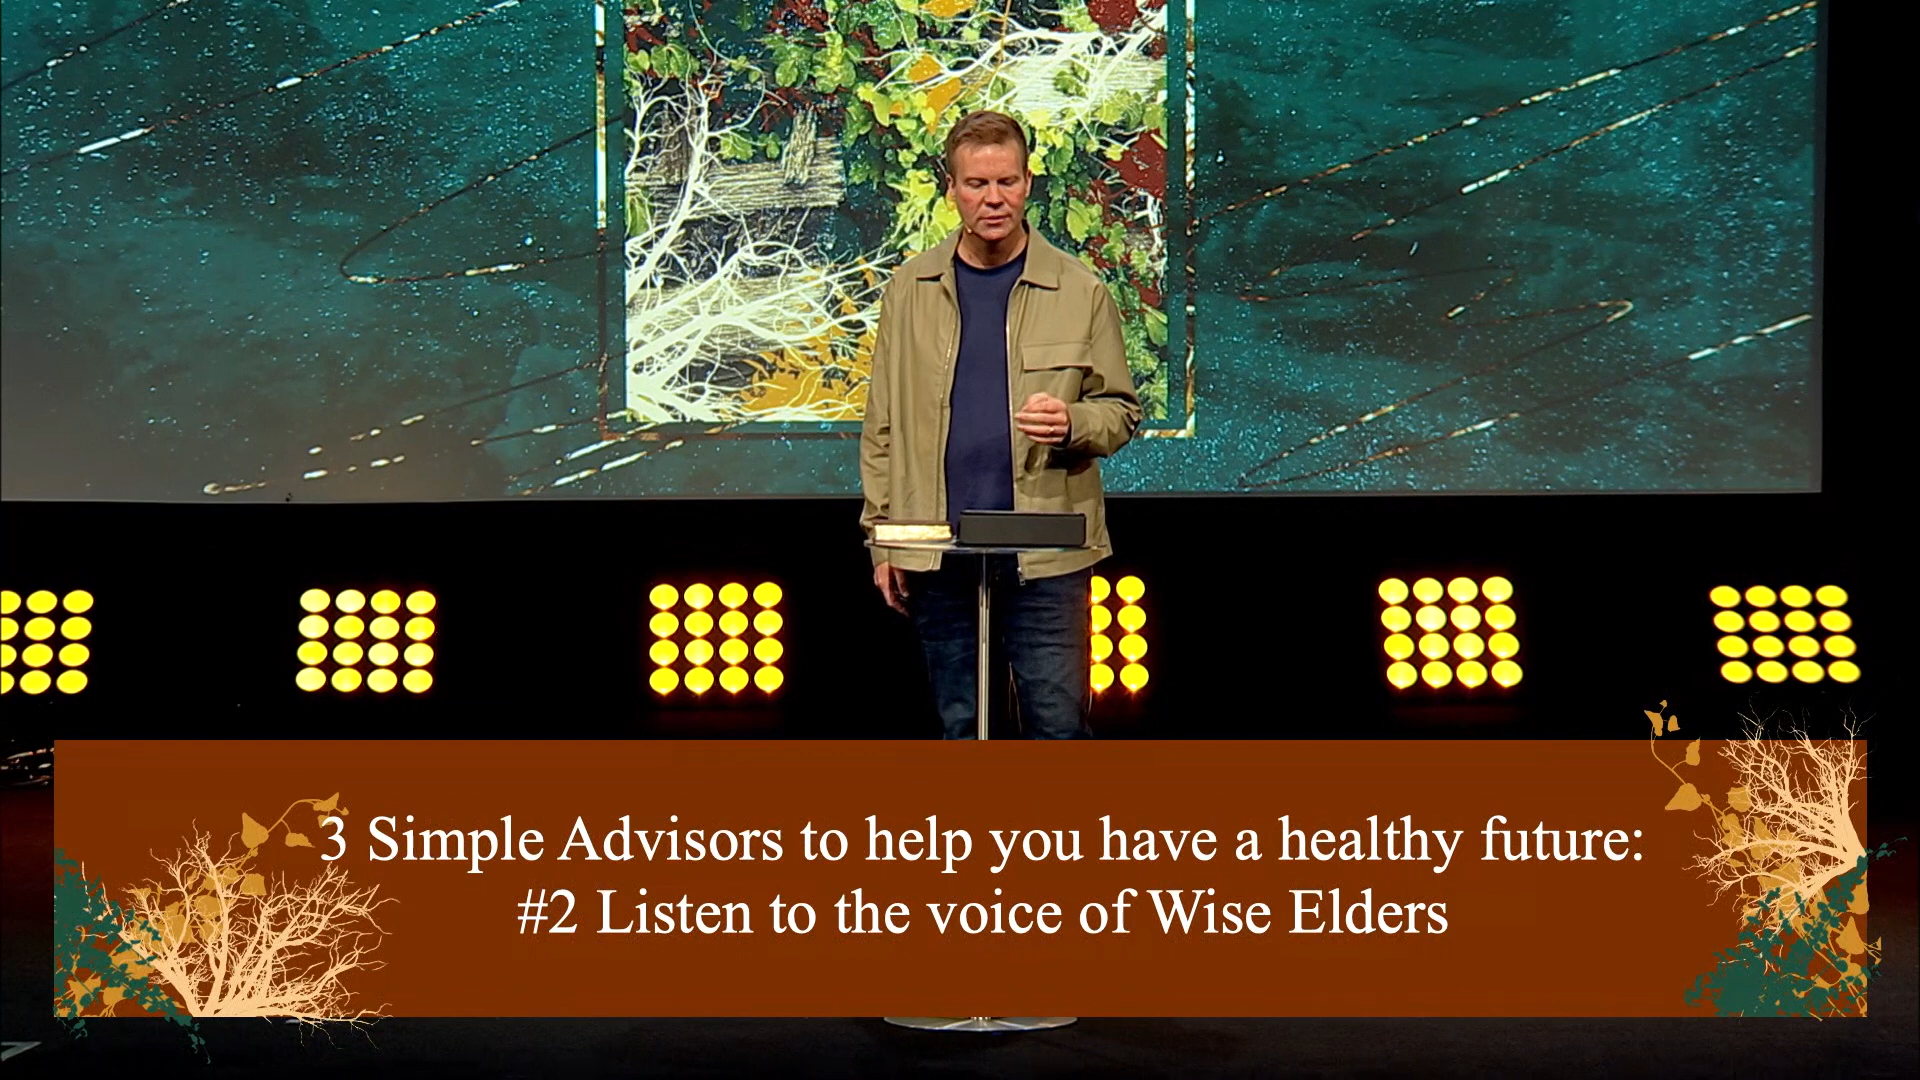 3 Simple Advisors to help you have a healthy future:
#2 Listen to the voice of Wise Elders